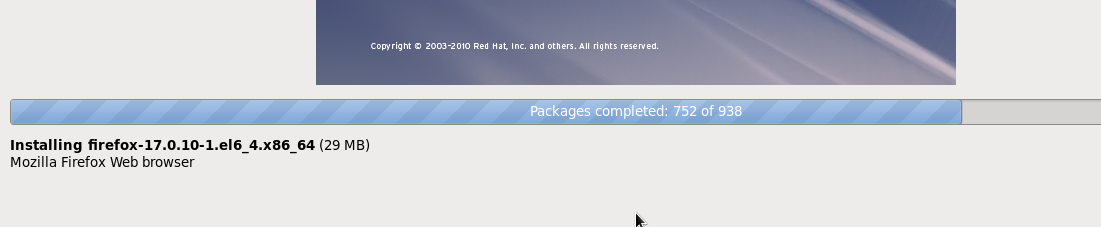 Copyright © 2003-2010 Red Hat, Inc. and others. All rights reserved.
Packages completed: 752 of 938
Installing firefox-17.0.10-1.el6_4.x86_64 (29 MB)
Mozilla Firefox Web browser